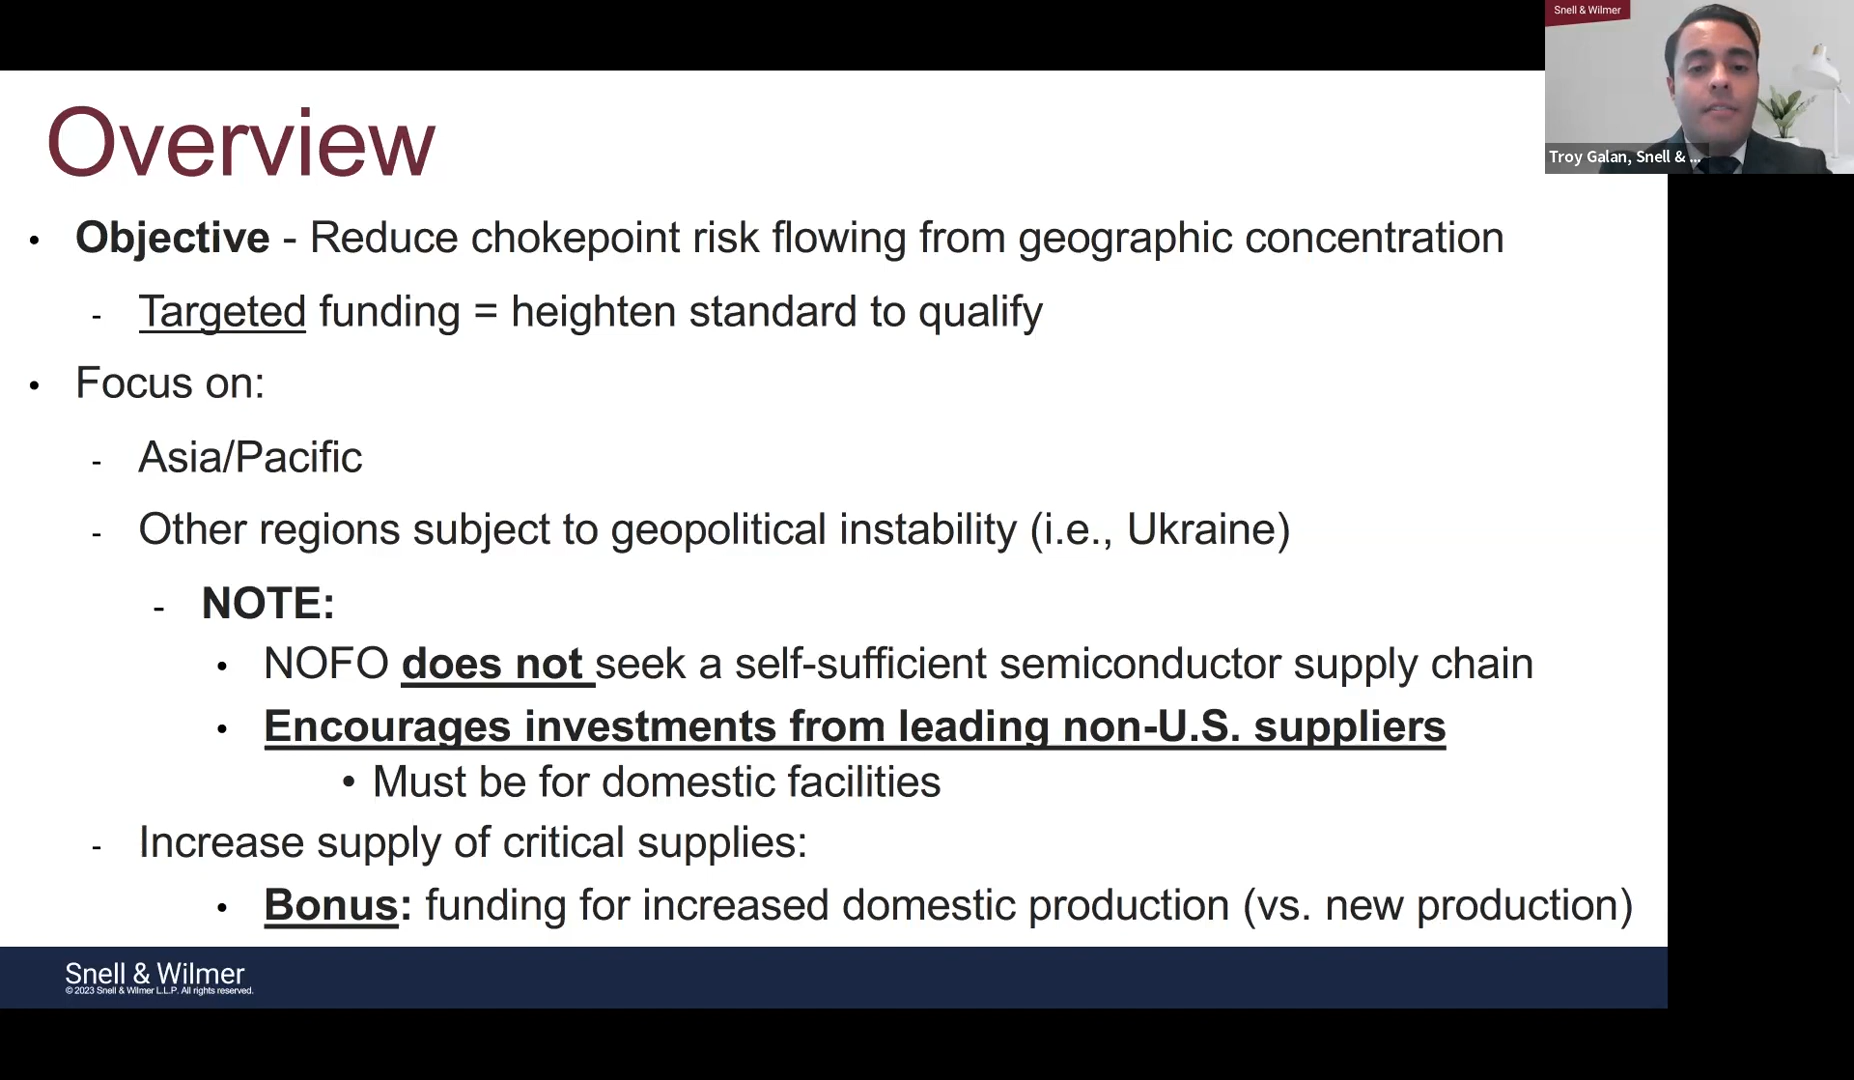 Snell & Wilmer
Troy Galan, Snell & ...
Overview
• Objective - Reduce chokepoint risk flowing from geographic concentration
- Targeted funding = heighten standard to qualify
• Focus on:
- Asia/Pacific
- Other regions subject to geopolitical instability (i.e., Ukraine)
- NOTE:
• NOFO does not seek a self-sufficient semiconductor supply chain
• Encourages investments from leading non-U.S. suppliers
• Must be for domestic facilities
- Increase supply of critical supplies:
• Bonus: funding for increased domestic production (vs. new production)
Snell & Wilmer
© 2023 Snell & Wilmer L.L.P. All rights reserved.